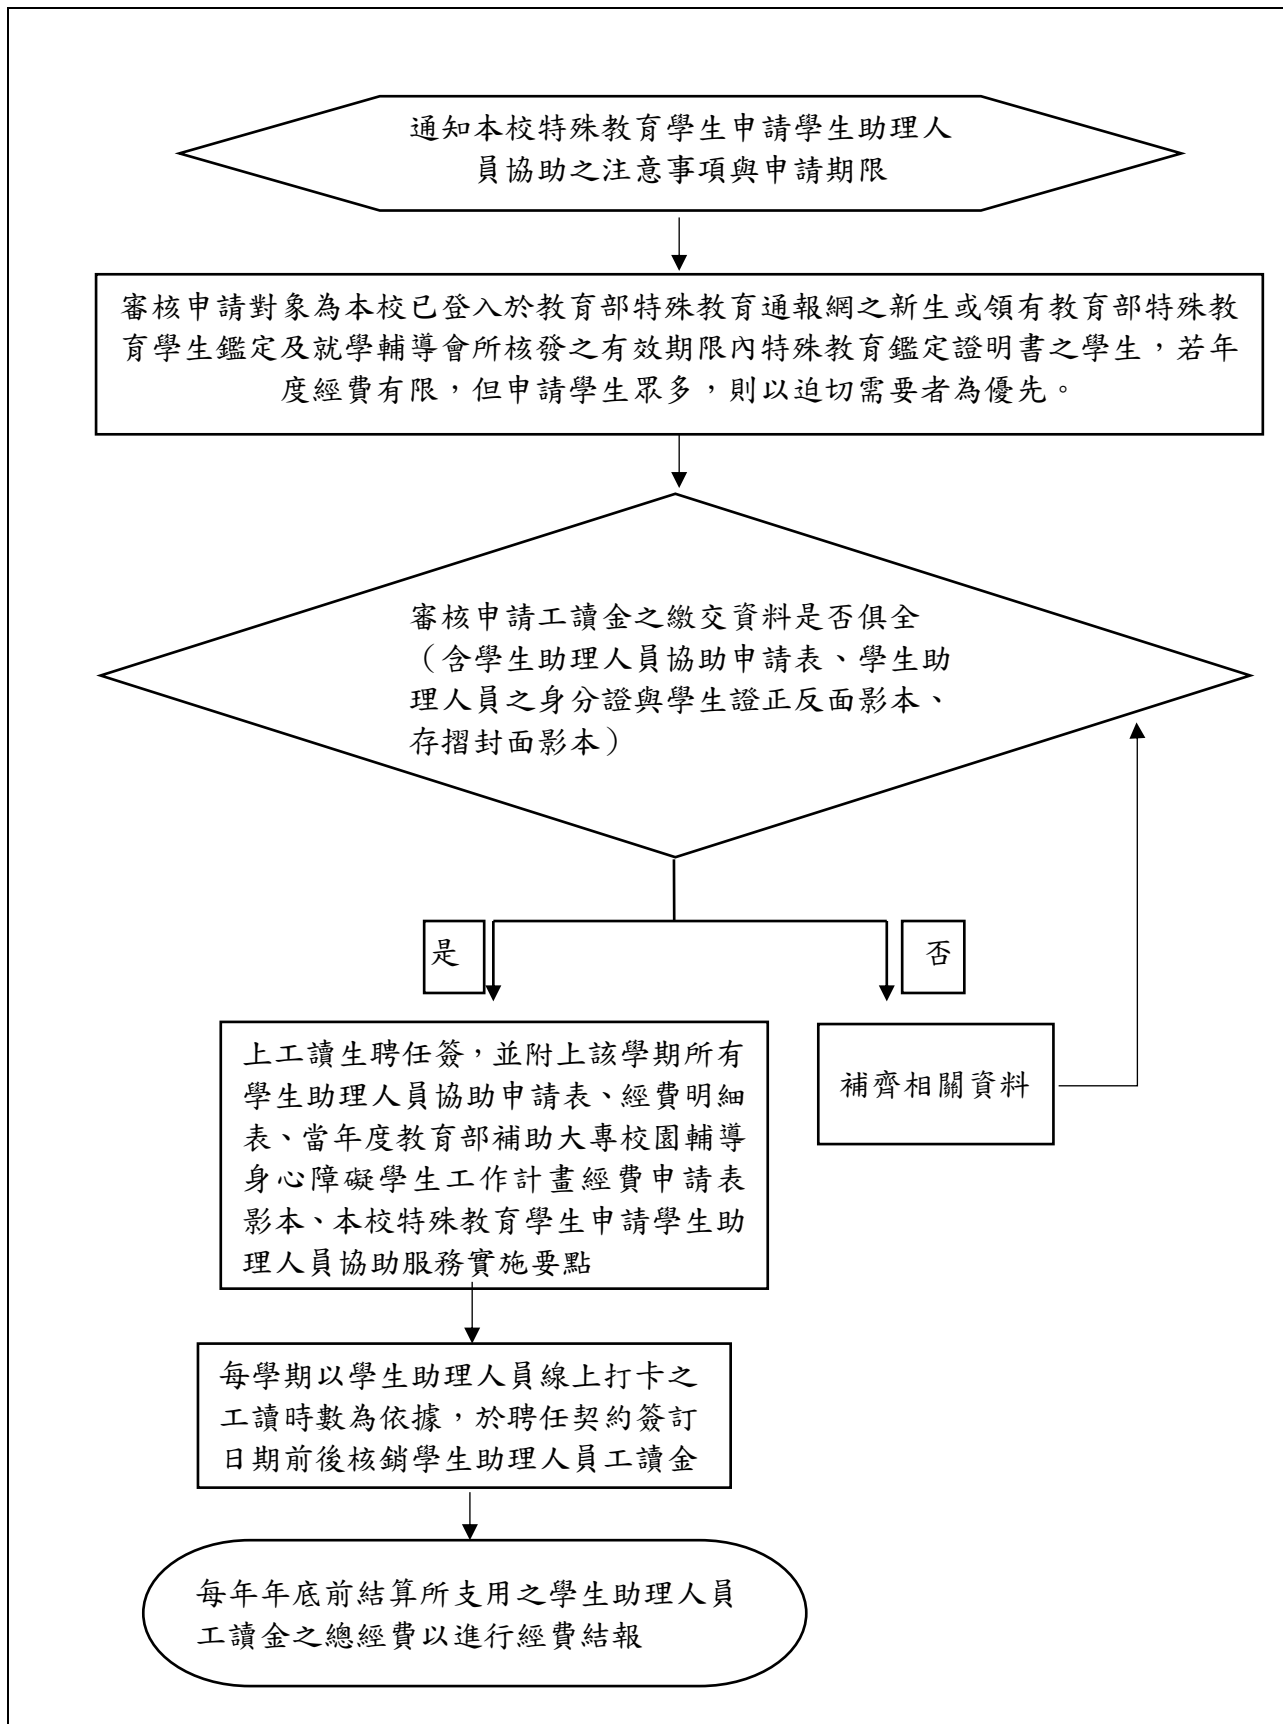 通知本校特殊教育學生申請學生助理人
員協助之注意事項與申請期限
審核申請對象為本校已登入於教育部特殊教育通報網之新生或領有教育部特殊教
育學生鑑定及就學輔導會所核發之有效期限內特殊教育鑑定證明書之學生，若年
度經費有限，但申請學生眾多，則以迫切需要者為優先。
審核申請工讀金之繳交資料是否俱全
（含學生助理人員協助申請表、學生助
理人員之身分證與學生證正反面影本、
存摺封面影本）
是
否
上工讀生聘任簽，並附上該學期所有
學生助理人員協助申請表、經費明細
表、當年度教育部補助大專校園輔導
身心障礙學生工作計畫經費申請表
影本、本校特殊教育學生申請學生助
理人員協助服務實施要點
補齊相關資料
每學期以學生助理人員線上打卡之
工讀時數為依據，於聘任契約簽訂
日期前後核銷學生助理人員工讀金
每年年底前結算所支用之學生助理人員
工讀金之總經費以進行經費結報